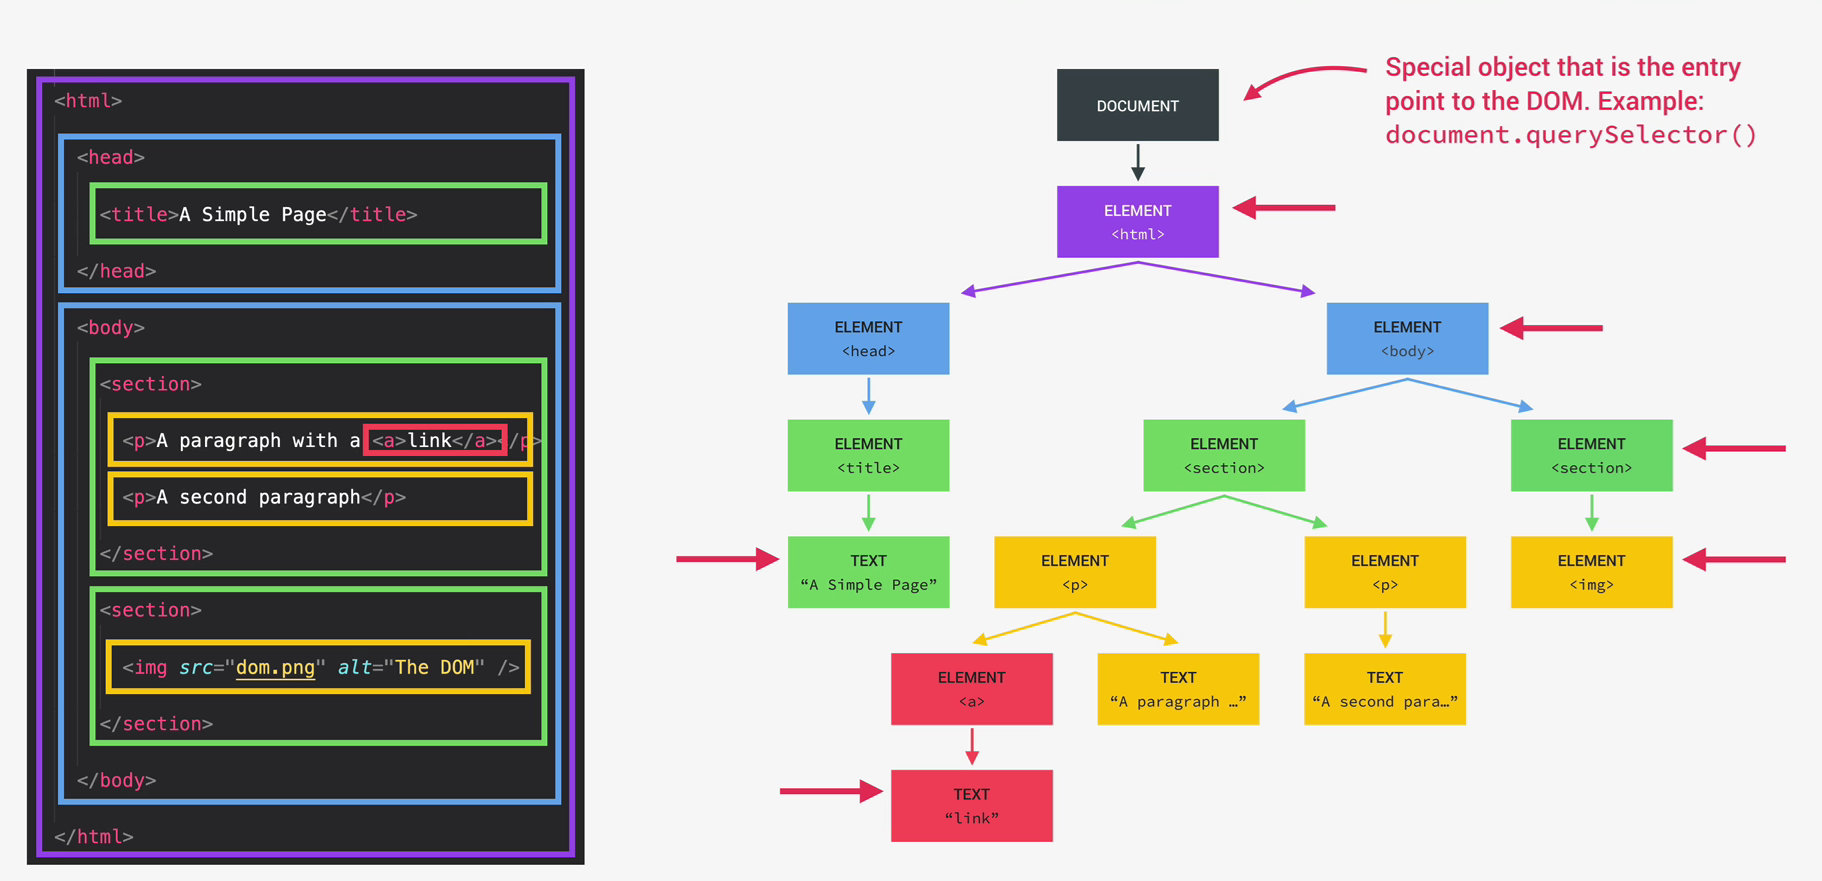 <html>
<head>
<title>A Simple Page</title>
</head>
<body>
<section>
<p>A paragraph with a <a>link</a></p>
<p>A second paragraph</p>
</section>
<section>
<img src="dom.png" alt="The DOM" />
</section>
</body>
</html>
Special object that is the entry
point to the DOM. Example:
document.querySelector()
DOCUMENT
ELEMENT
<html>
ELEMENT
<head>
ELEMENT
<body>
ELEMENT
<title>
ELEMENT
<section>
ELEMENT
<section>
TEXT
“A Simple Page”
ELEMENT
<p>
ELEMENT
<p>
ELEMENT
<img>
ELEMENT
<a>
TEXT
“A paragraph …”
TEXT
“A second para…”
TEXT
“link”